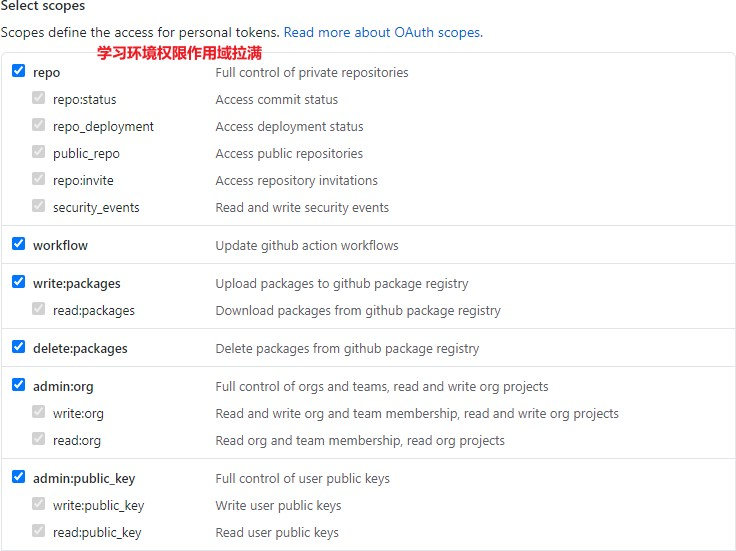 Select scopes
Scopes define the access for personal tokens. Read more about OAuth scopes.
学习环境权限作用域拉满
repo Full control of private repositories
repo:status Access commit status
repo_deployment Access deployment status
public_repo Access public repositories
repo:invite Access repository invitations
security_events Read and write security events
workflow Update github action workflows
write:packages Upload packages to github package registry
read:packages Download packages from github package registry
delete:packages Delete packages from github package registry
admin:org Full control of orgs and teams, read and write org projects
write:org Read and write org and team membership, read and write org projects
read:org Read org and team membership, read org projects
admin:public_key Full control of user public keys
write:public_key Write user public keys
read:public_key Read user public keys